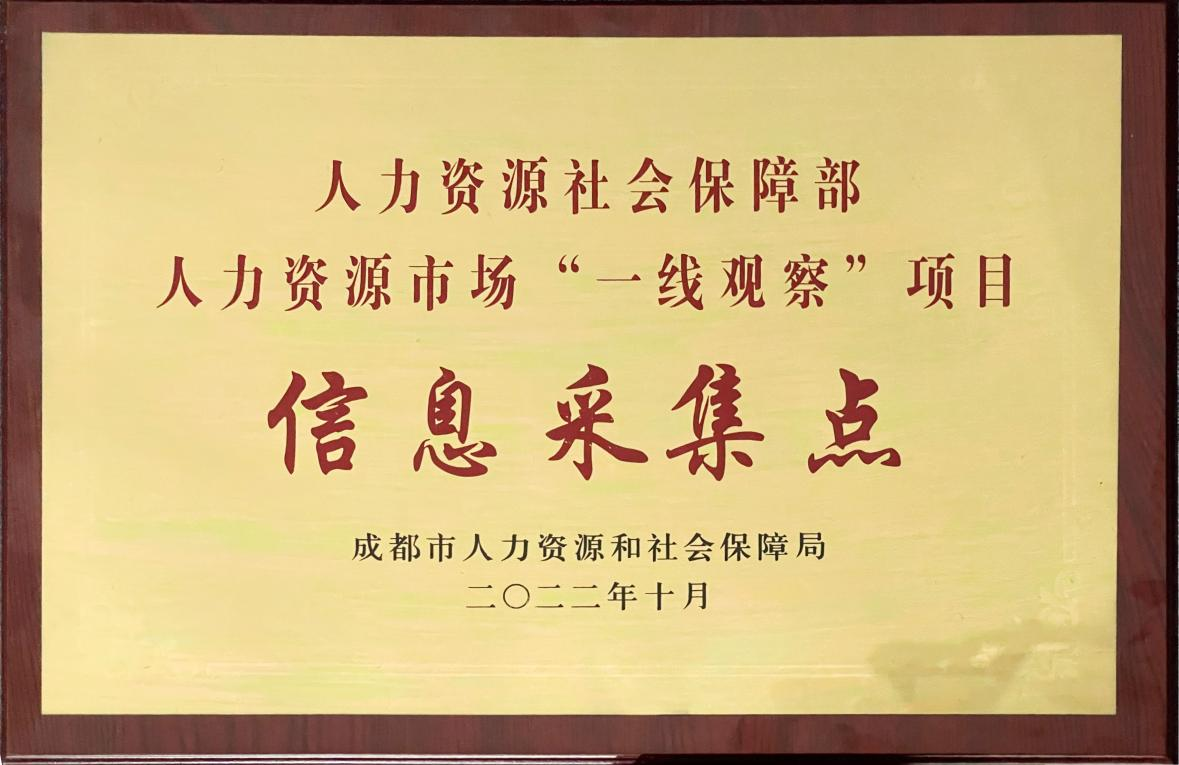 人力资源社会保障部
人力资源市场“一线观察”项目
信息采集点
成都市人力资源和社会保障局
二〇二二年十月